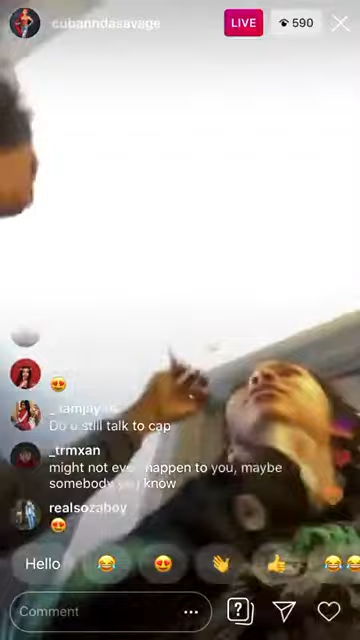 cubanndasavage
LIVE
590
Do u still talk to cap
_trmxan
might not happen to you, maybe
somebody you know
realsozaboy
Hello
Comment